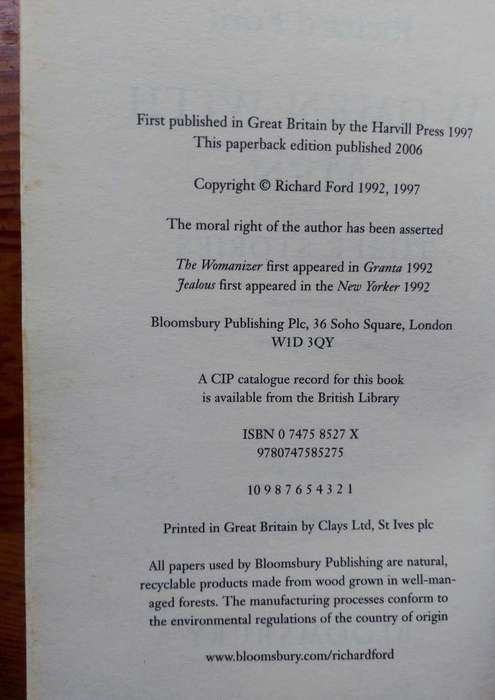 First published in Great Britain by the Harvill Press 1997
This paperback edition published 2006
Copyright © Richard Ford 1992, 1997
The moral right of the author has been asserted
The Womanizer first appeared in Granta 1992
Jealous first appeared in the New Yorker 1992
Bloomsbury Publishing Plc, 36 Soho Square, London
W1D 3QY
A CIP catalogue record for this book
is available from the British Library
ISBN 0 7475 8527 X
9780747585275
10 9 8 7 6 5 4 3 2 1
Printed in Great Britain by Clays Ltd, St Ives plc
All papers used by Bloomsbury Publishing are natural,
recyclable products made from wood grown in well-man-
aged forests. The manufacturing processes conform to
the environmental regulations of the country of origin
www.bloomsbury.com/richardford